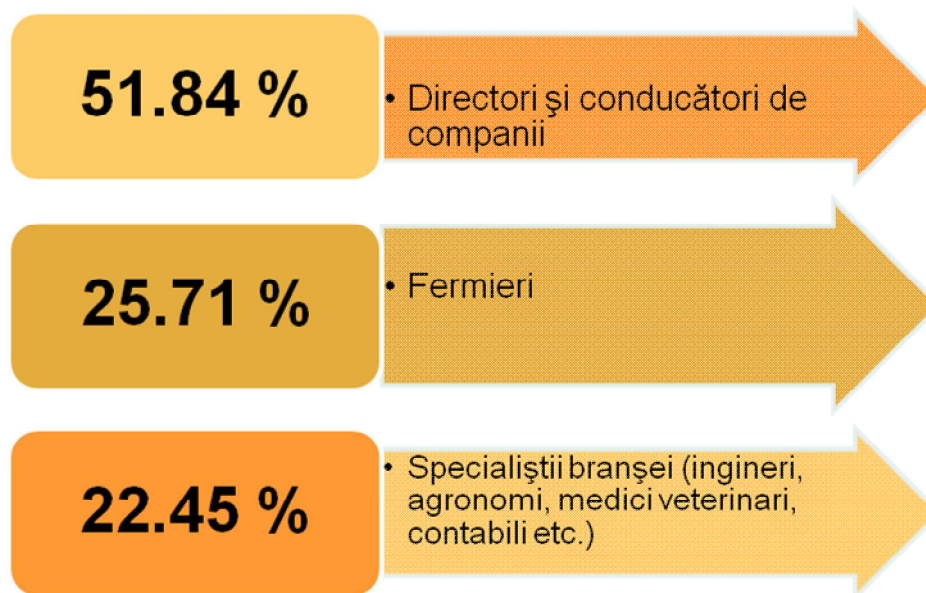 51.84 %
• Directori şi conducători de
companii
25.71 %
• Fermieri
22.45 %
• Specialiştii branşei (ingineri,
agronomi, medici veterinari,
contabili etc.)